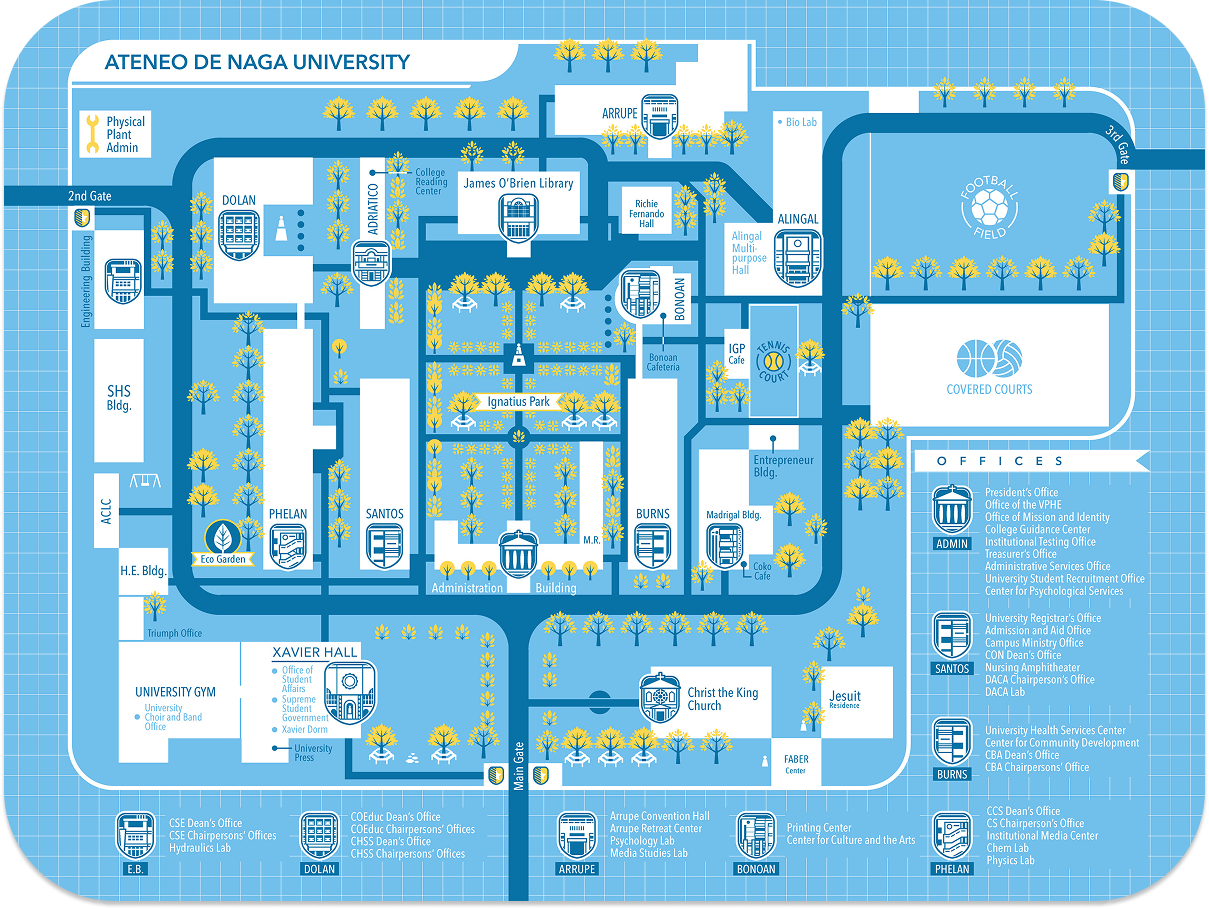 ATENEO DE NAGA UNIVERSITY
Physical
Plant
Admin
2nd Gate
3rd Gate
ARRUPE
• Bio Lab
DOLAN
ADRIATICO
College
Reading
Center
James O'Brien Library
Richie
Fernando
Hall
ALINGAL
Alingal
Multi-
purpose
Hall
FOOTBALL
FIELD
Engineering Building
BONOAN
Bonoan
Cafeteria
IGP
Cafe
TENNIS
COURT
COVERED COURTS
SHS
Bldg.
Ignatius Park
Entrepreneur
Bldg.
ACLC
PHELAN
SANTOS
M.R.
BURNS
Madrigal Bldg.
Coko
Cafe
Eco Garden
H.E. Bldg.
Administration Building
Triumph Office
XAVIER HALL
• Office of
Student
Affairs
• Supreme
Student
Government
• Xavier Dorm
University
Press
UNIVERSITY GYM
• University
Choir and Band
Office
Christ the King
Church
Jesuit
Residence
FABER
Center
Main Gate
OFFICES
ADMIN
President's Office
Office of the VPHE
Office of Mission and Identity
College Guidance Center
Institutional Testing Office
Treasurer's Office
Administrative Services Office
University Student Recruitment Office
Center for Psychological Services
SANTOS
University Registrar's Office
Admission and Aid Office
Campus Ministry Office
CON Dean's Office
Nursing Amphitheater
DACA Chairperson's Office
DACA Lab
BURNS
University Health Services Center
Center for Community Development
CBA Dean's Office
CBA Chairpersons' Office
E.B.
CSE Dean's Office
CSE Chairpersons' Offices
Hydraulics Lab
DOLAN
COEduc Dean's Office
COEduc Chairpersons' Offices
CHSS Dean's Office
CHSS Chairpersons' Offices
ARRUPE
Arrupe Convention Hall
Arrupe Retreat Center
Psychology Lab
Media Studies Lab
BONOAN
Printing Center
Center for Culture and the Arts
PHELAN
CCS Dean's Office
CS Chairperson's Office
Institutional Media Center
Chem Lab
Physics Lab